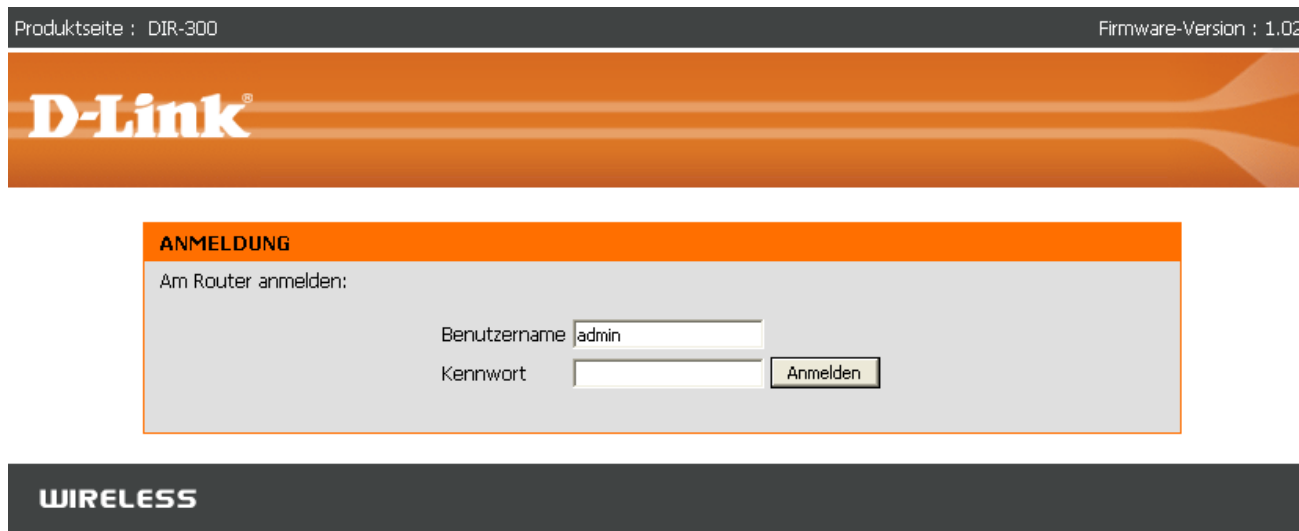 Produktseite : DIR-300 Firmware-Version : 1.02
D-Link®
ANMELDUNG
Am Router anmelden:
Benutzername admin
Kennwort Anmelden
WIRELESS